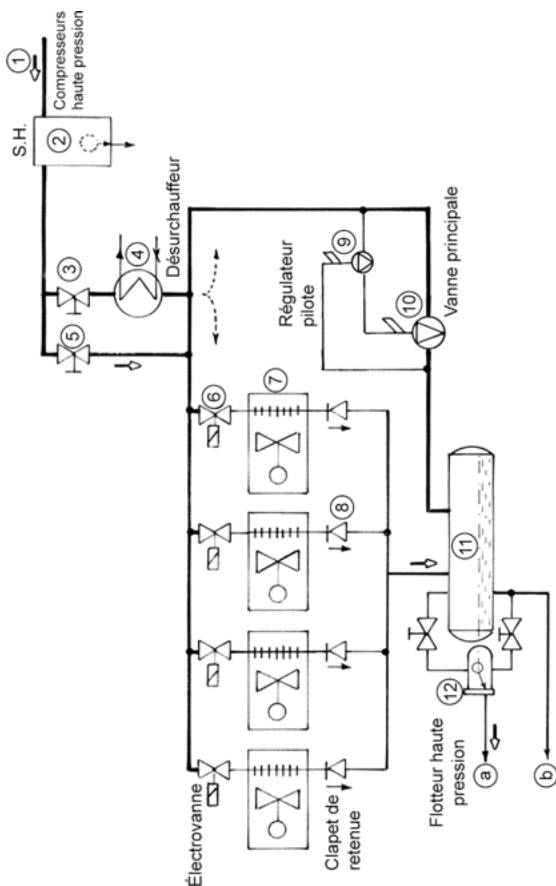 1
Compresseurs
haute pression
S.H.
2
3
4
Désurchauffeur
5
6
7
8
Électrovanne
Clapet de
retenue
Régulateur
pilote
9
10
Vanne principale
11
12
Flotteur haute
pression
a
b